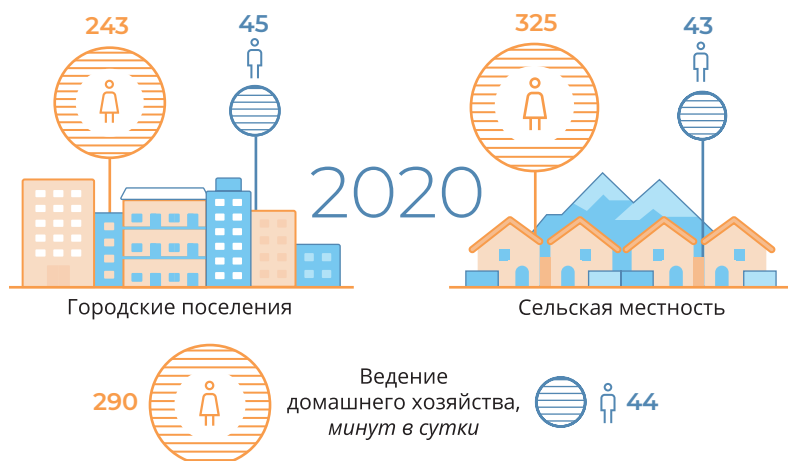 243
45
325
43
2020
Городские поселения
Сельская местность
290
Ведение
домашнего хозяйства,
минут в сутки
44